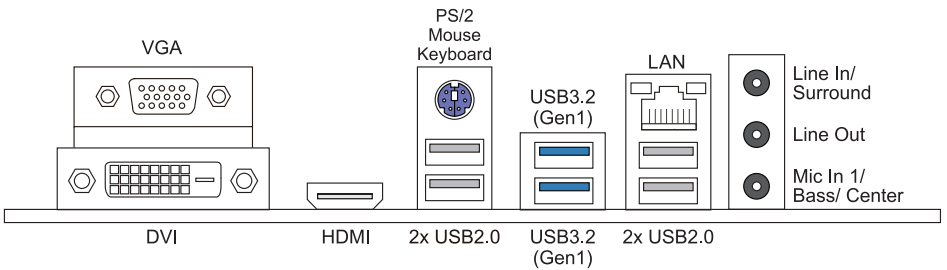 PS/2
Mouse
Keyboard
VGA
LAN
USB3.2
(Gen1)
Line In/
Surround
Line Out
Mic In 1/
Bass/ Center
DVI
HDMI
2x USB2.0
USB3.2
(Gen1)
2x USB2.0